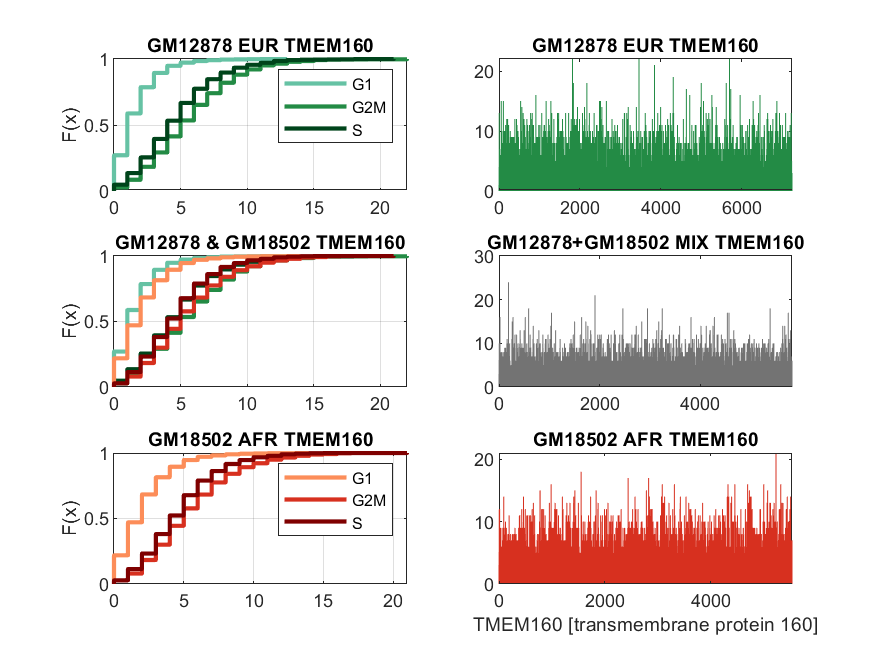 GM12878 EUR TMEM160
F(x)
1
0.5
0
0 5 10 15 20
G1
G2M
S
GM12878 EUR TMEM160
20
10
0
0 2000 4000 6000
GM12878 & GM18502 TMEM160
F(x)
1
0.5
0
0 5 10 15 20
GM12878+GM18502 MIX TMEM160
30
20
10
0
0 2000 4000
GM18502 AFR TMEM160
F(x)
1
0.5
0
0 5 10 15 20
G1
G2M
S
GM18502 AFR TMEM160
20
10
0
0 2000 4000
TMEM160 [transmembrane protein 160]